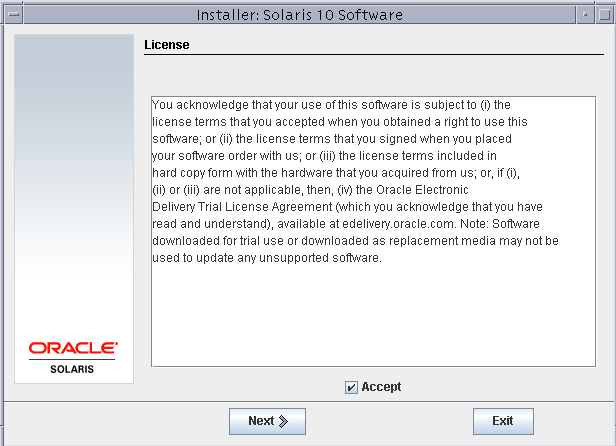 Installer: Solaris 10 Software
License
You acknowledge that your use of this software is subject to (i) the
license terms that you accepted when you obtained a right to use this
software; or (ii) the license terms that you signed when you placed
your software order with us; or (iii) the license terms included in
hard copy form with the hardware that you acquired from us; or, if (i),
(ii) or (iii) are not applicable, then, (iv) the Oracle Electronic
Delivery Trial License Agreement (which you acknowledge that you have
read and understand), available at edelivery.oracle.com. Note: Software
downloaded for trial use or downloaded as replacement media may not be
used to update any unsupported software.
ORACLE
SOLARIS
Accept
Next
Exit